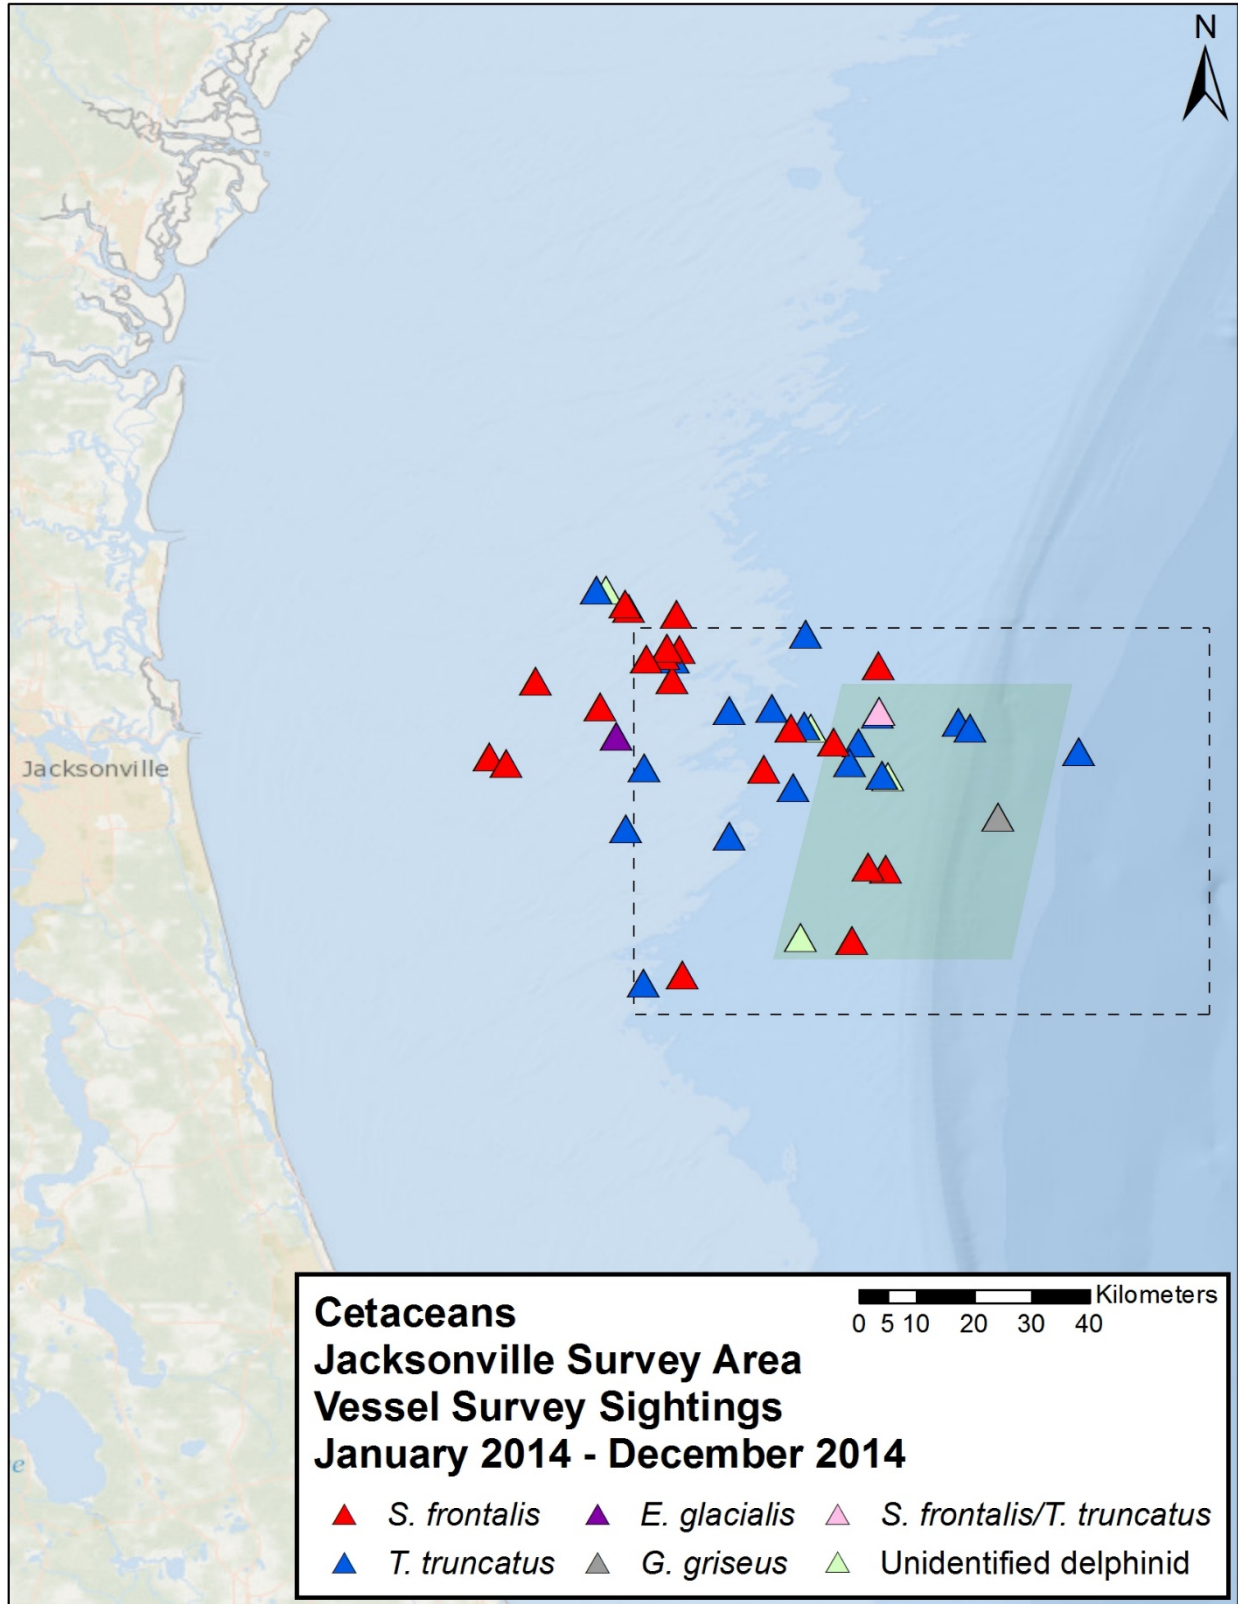 N
Jacksonville
e
Cetaceans
Jacksonville Survey Area
Vessel Survey Sightings
January 2014 - December 2014
Kilometers
0 5 10 20 30 40
S. frontalis E. glacialis S. frontalis/T. truncatus
T. truncatus G. griseus Unidentified delphinid